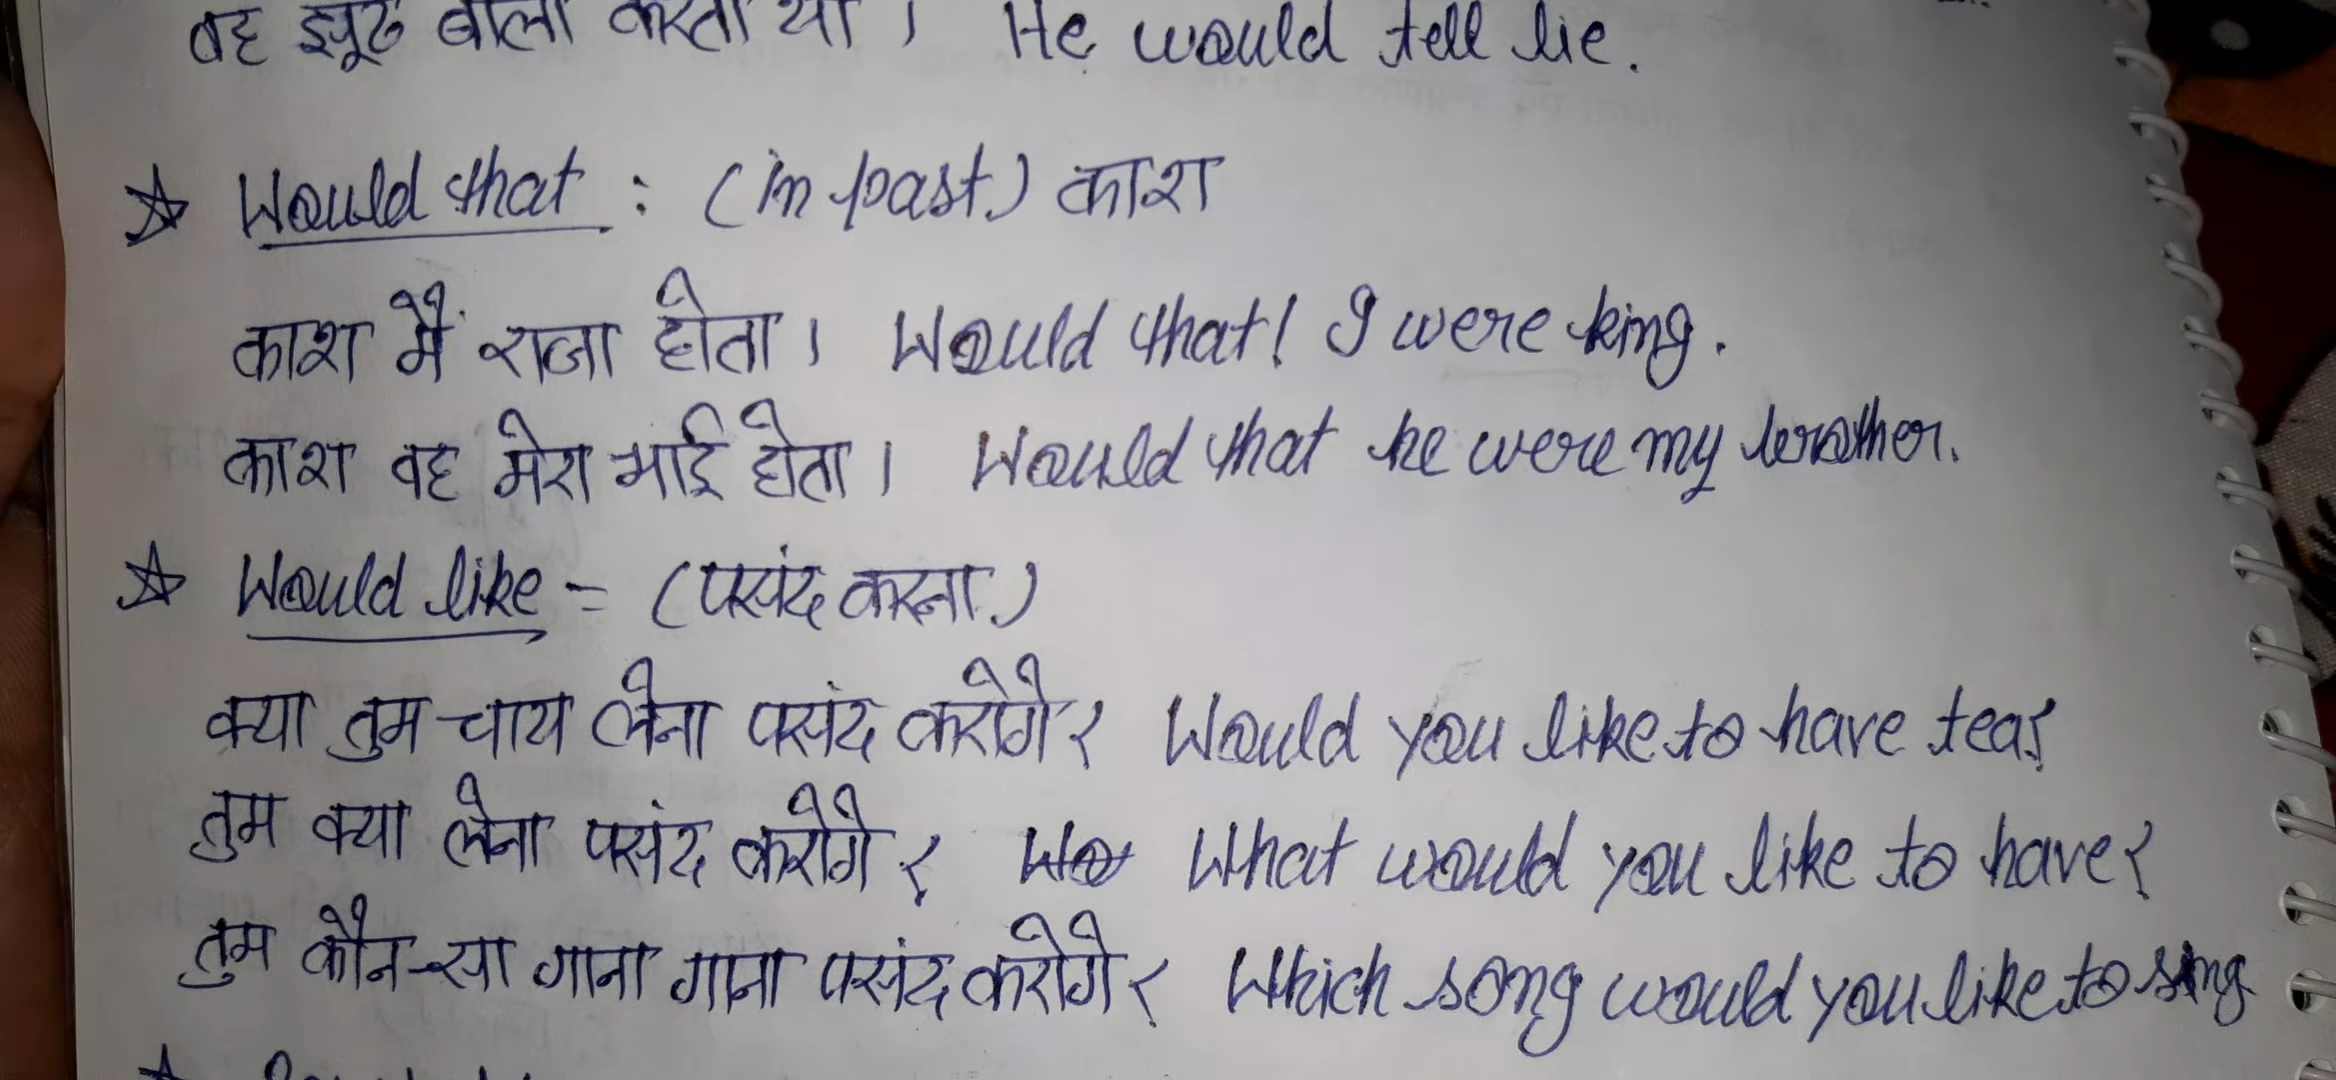 वह झूठ बोला करता था। He would tell lie.
☆ Would that : (in past) काश
काश मैं राजा होता। Would that! I were king.
काश वह मेरा भाई होता। Would that he were my brother.
☆ Would like = (पसंद करना)
क्या तुम चाय लेना पसंद करोगे? Would you like to have tea?
तुम क्या लेना पसंद करोगे? Wo What would you like to have?
तुम कौन-सा गाना गाना पसंद करोगे? Which song would you like to sing